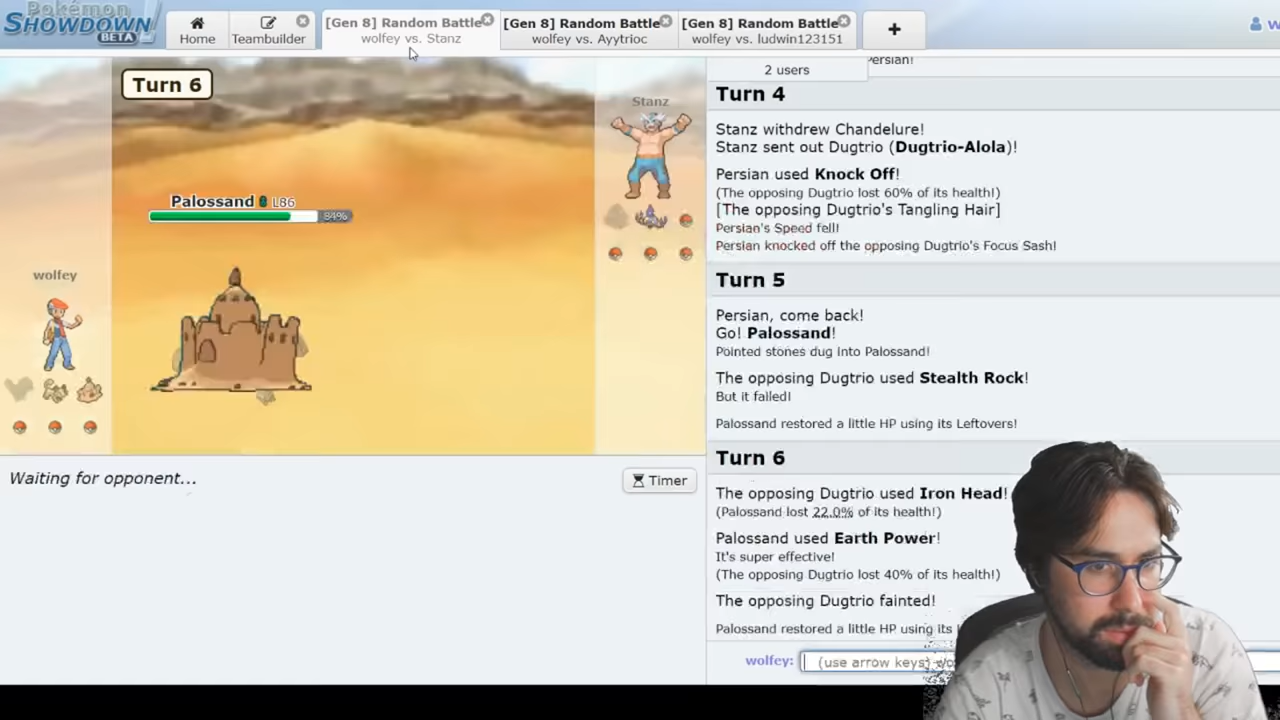 Pokémon
SHOWDOWN
BETA
Home
Teambuilder
[Gen 8] Random Battle
wolfey vs. Stanz
[Gen 8] Random Battle
wolfey vs. Ayytrioc
[Gen 8] Random Battle
wolfey vs. ludwin123151
+
Turn 6
Stanz
Palossand L86
84%
wolfey
Waiting for opponent...
Timer
2 users
Persian!
Turn 4
Stanz withdrew Chandelure!
Stanz sent out Dugtrio (Dugtrio-Alola)!
Persian used Knock Off!
(The opposing Dugtrio lost 60% of its health!)
[The opposing Dugtrio's Tangling Hair]
Persian's Speed fell!
Persian knocked off the opposing Dugtrio's Focus Sash!
Turn 5
Persian, come back!
Go! Palossand!
Pointed stones dug into Palossand!
The opposing Dugtrio used Stealth Rock!
But it failed!
Palossand restored a little HP using its Leftovers!
Turn 6
The opposing Dugtrio used Iron Head!
(Palossand lost 22.0% of its health!)
Palossand used Earth Power!
It's super effective!
(The opposing Dugtrio lost 40% of its health!)
The opposing Dugtrio fainted!
Palossand restored a little HP using its
wolfey:
(use arrow keys)